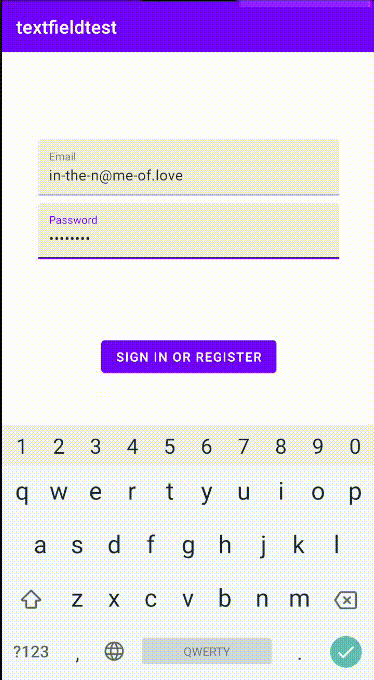 textfieldtest
Email
in-the-n@me-of.love
Password
••••••••
SIGN IN OR REGISTER
1 2 3 4 5 6 7 8 9 0
q w e r t y u i o p
a s d f g h j k l
z x c v b n m
?123 , QWERTY .